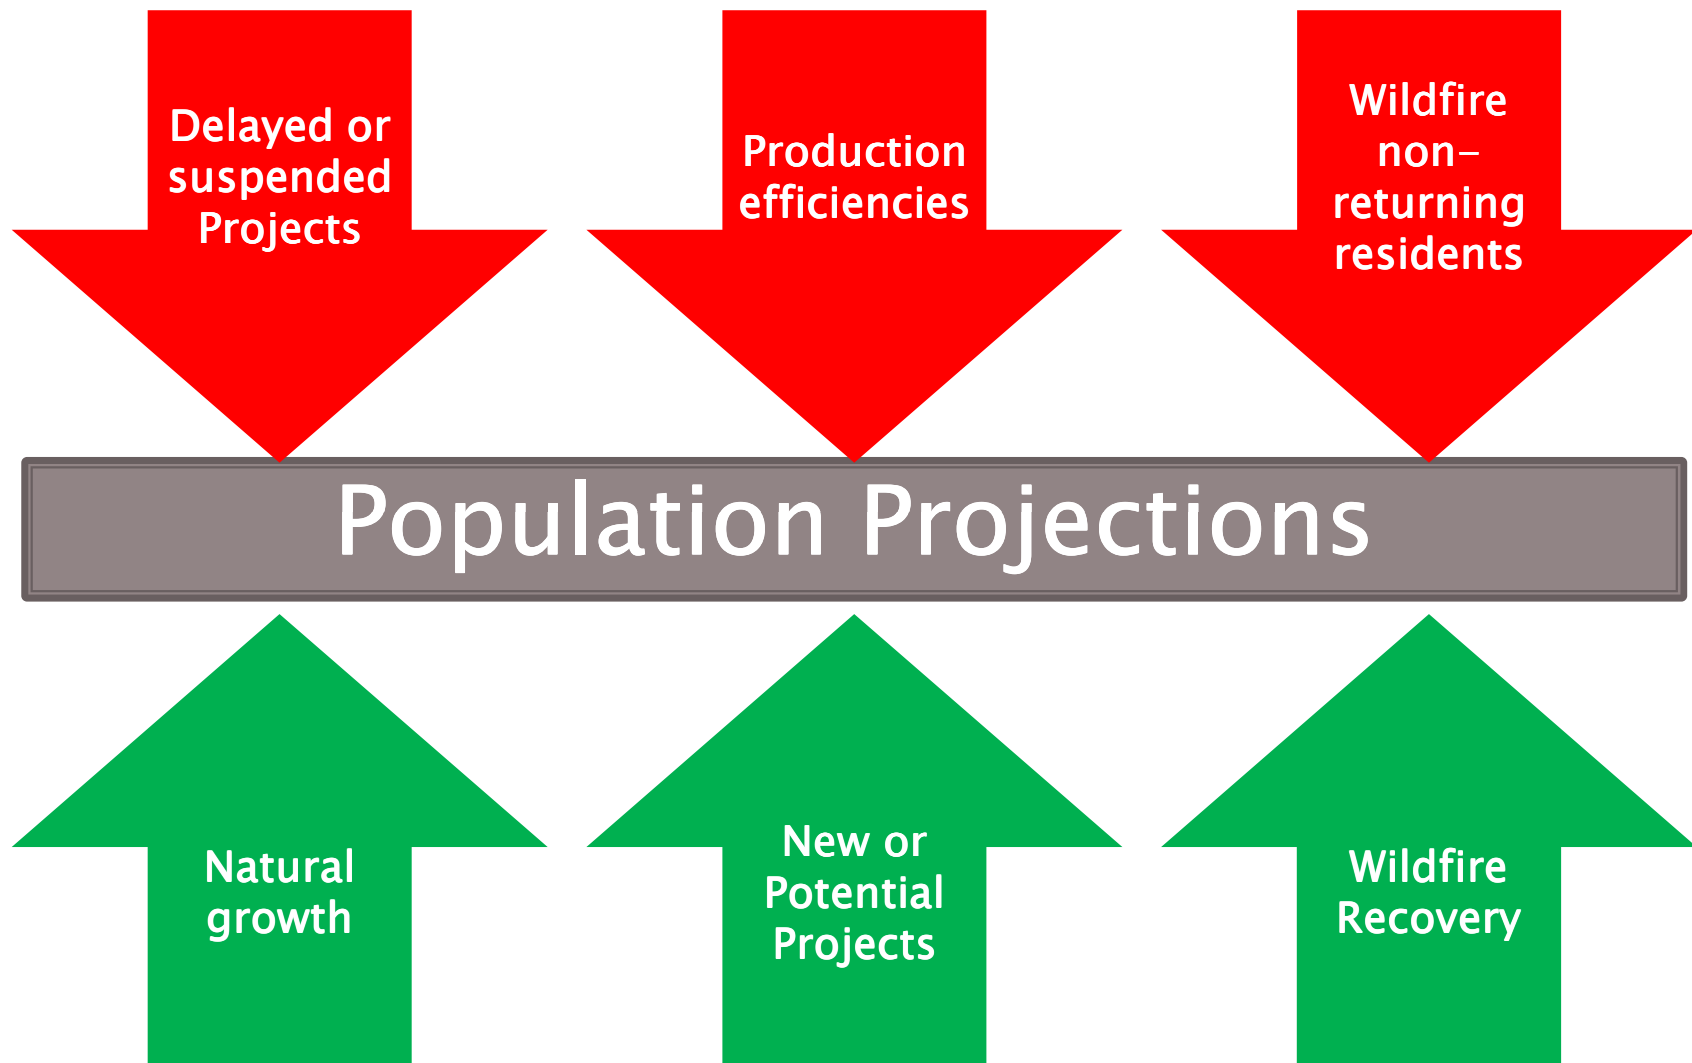 Delayed or
suspended
Projects
Production
efficiencies
Wildfire
non-
returning
residents
Population Projections
Natural
growth
New or
Potential
Projects
Wildfire
Recovery